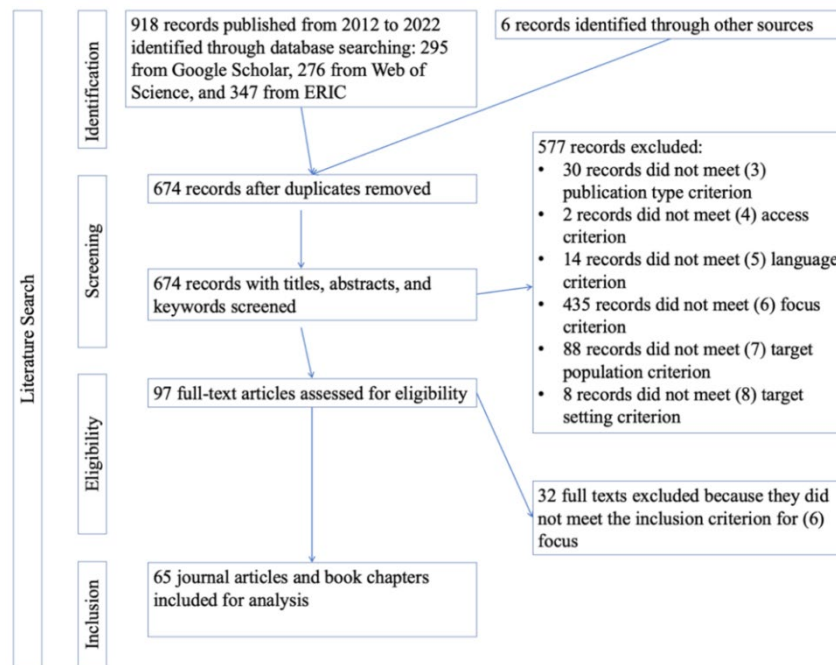 Literature Search
Identification
918 records published from 2012 to 2022
identified through database searching: 295
from Google Scholar, 276 from Web of
Science, and 347 from ERIC
6 records identified through other sources
Screening
674 records after duplicates removed
674 records with titles, abstracts, and
keywords screened
577 records excluded:
• 30 records did not meet (3)
publication type criterion
• 2 records did not meet (4) access
criterion
• 14 records did not meet (5) language
criterion
• 435 records did not meet (6) focus
criterion
• 88 records did not meet (7) target
population criterion
• 8 records did not meet (8) target
setting criterion
Eligibility
97 full-text articles assessed for eligibility
32 full texts excluded because they did
not meet the inclusion criterion for (6)
focus
Inclusion
65 journal articles and book chapters
included for analysis